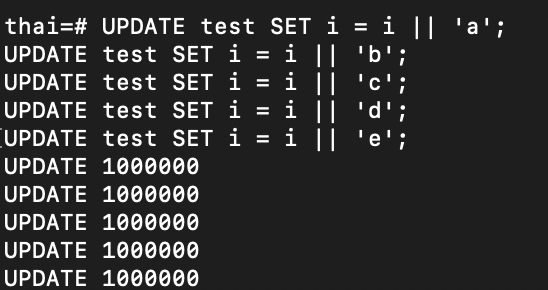 thai=# UPDATE test SET i = i || 'a';
UPDATE test SET i = i || 'b';
UPDATE test SET i = i || 'c';
UPDATE test SET i = i || 'd';
UPDATE test SET i = i || 'e';
UPDATE 1000000
UPDATE 1000000
UPDATE 1000000
UPDATE 1000000
UPDATE 1000000